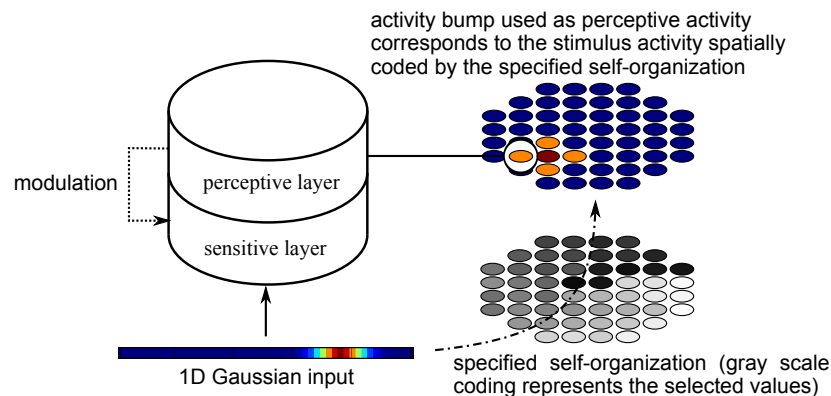 activity bump used as perceptive activity
corresponds to the stimulus activity spatially
coded by the specified self-organization
modulation
perceptive layer
sensitive layer
1D Gaussian input
specified self-organization (gray scale
coding represents the selected values)